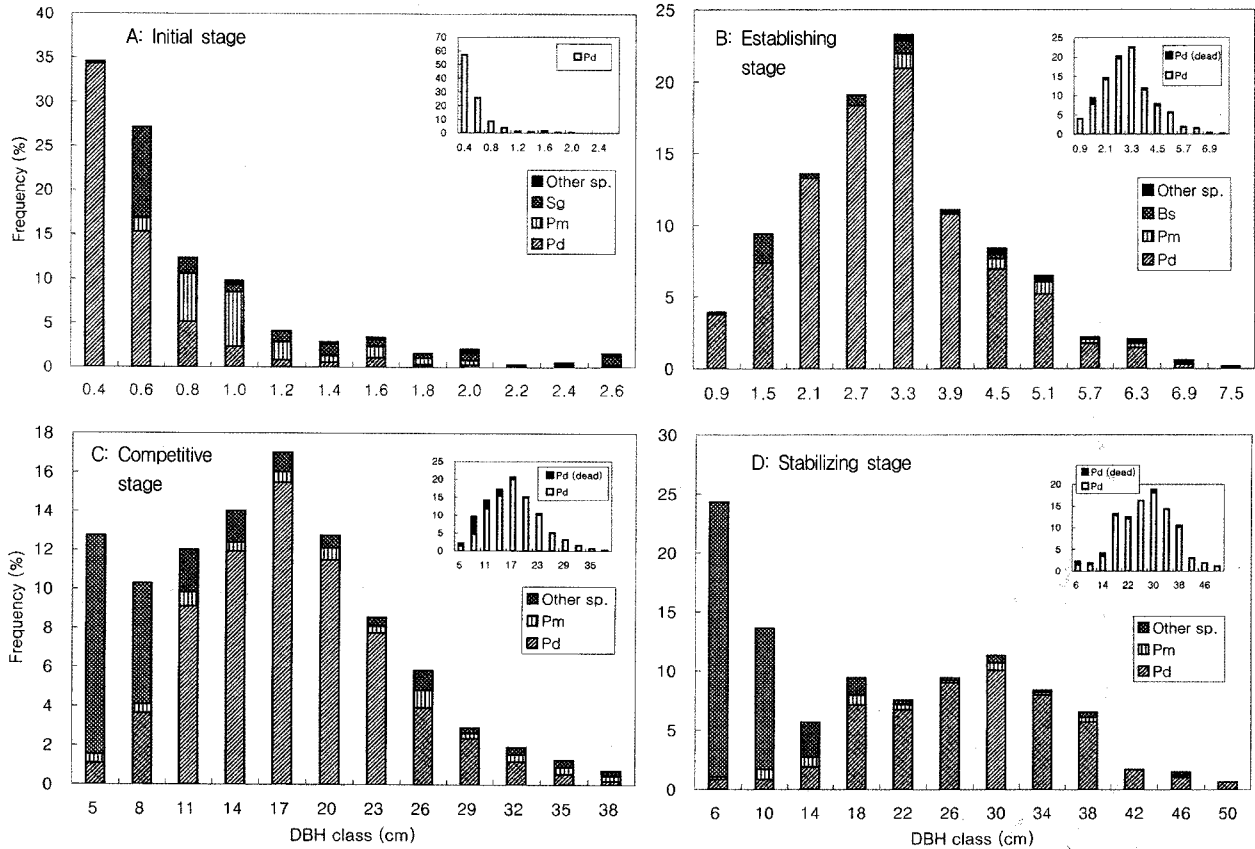 A: Initial stage
Frequency (%)
40
35
30
25
20
15
10
5
0
0.4 0.6 0.8 1.0 1.2 1.4 1.6 1.8 2.0 2.2 2.4 2.6
70
60
50
40
30
20
10
0
0.4 0.8 1.2 1.6 2.0 2.4
Pd
Other sp.
Sg
Pm
Pd
B: Establishing
stage
25
20
15
10
5
0
0.9 1.5 2.1 2.7 3.3 3.9 4.5 5.1 5.7 6.3 6.9 7.5
25
20
15
10
5
0
0.9 2.1 3.3 4.5 5.7 6.9
Pd (dead)
Pd
Other sp.
Bs
Pm
Pd
C: Competitive
stage
Frequency (%)
18
16
14
12
10
8
6
4
2
0
5 8 11 14 17 20 23 26 29 32 35 38
DBH class (cm)
25
20
15
10
5
0
5 11 17 23 29 35
Pd (dead)
Pd
Other sp.
Pm
Pd
D: Stabilizing stage
30
25
20
15
10
5
0
6 10 14 18 22 26 30 34 38 42 46 50
DBH class (cm)
25
20
15
10
5
0
6 14 22 30 38 46
Pd (dead)
Pd
Other sp.
Pm
Pd